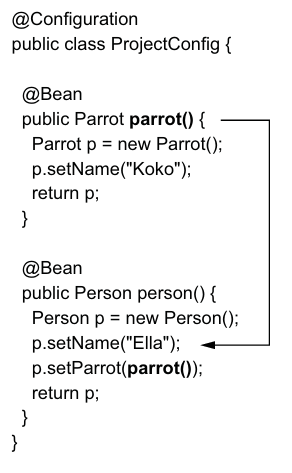 @Configuration
public class ProjectConfig {
@Bean
public Parrot parrot() {
Parrot p = new Parrot();
p.setName("Koko");
return p;
}
@Bean
public Person person() {
Person p = new Person();
p.setName("Ella");
p.setParrot(parrot());
return p;
}
}